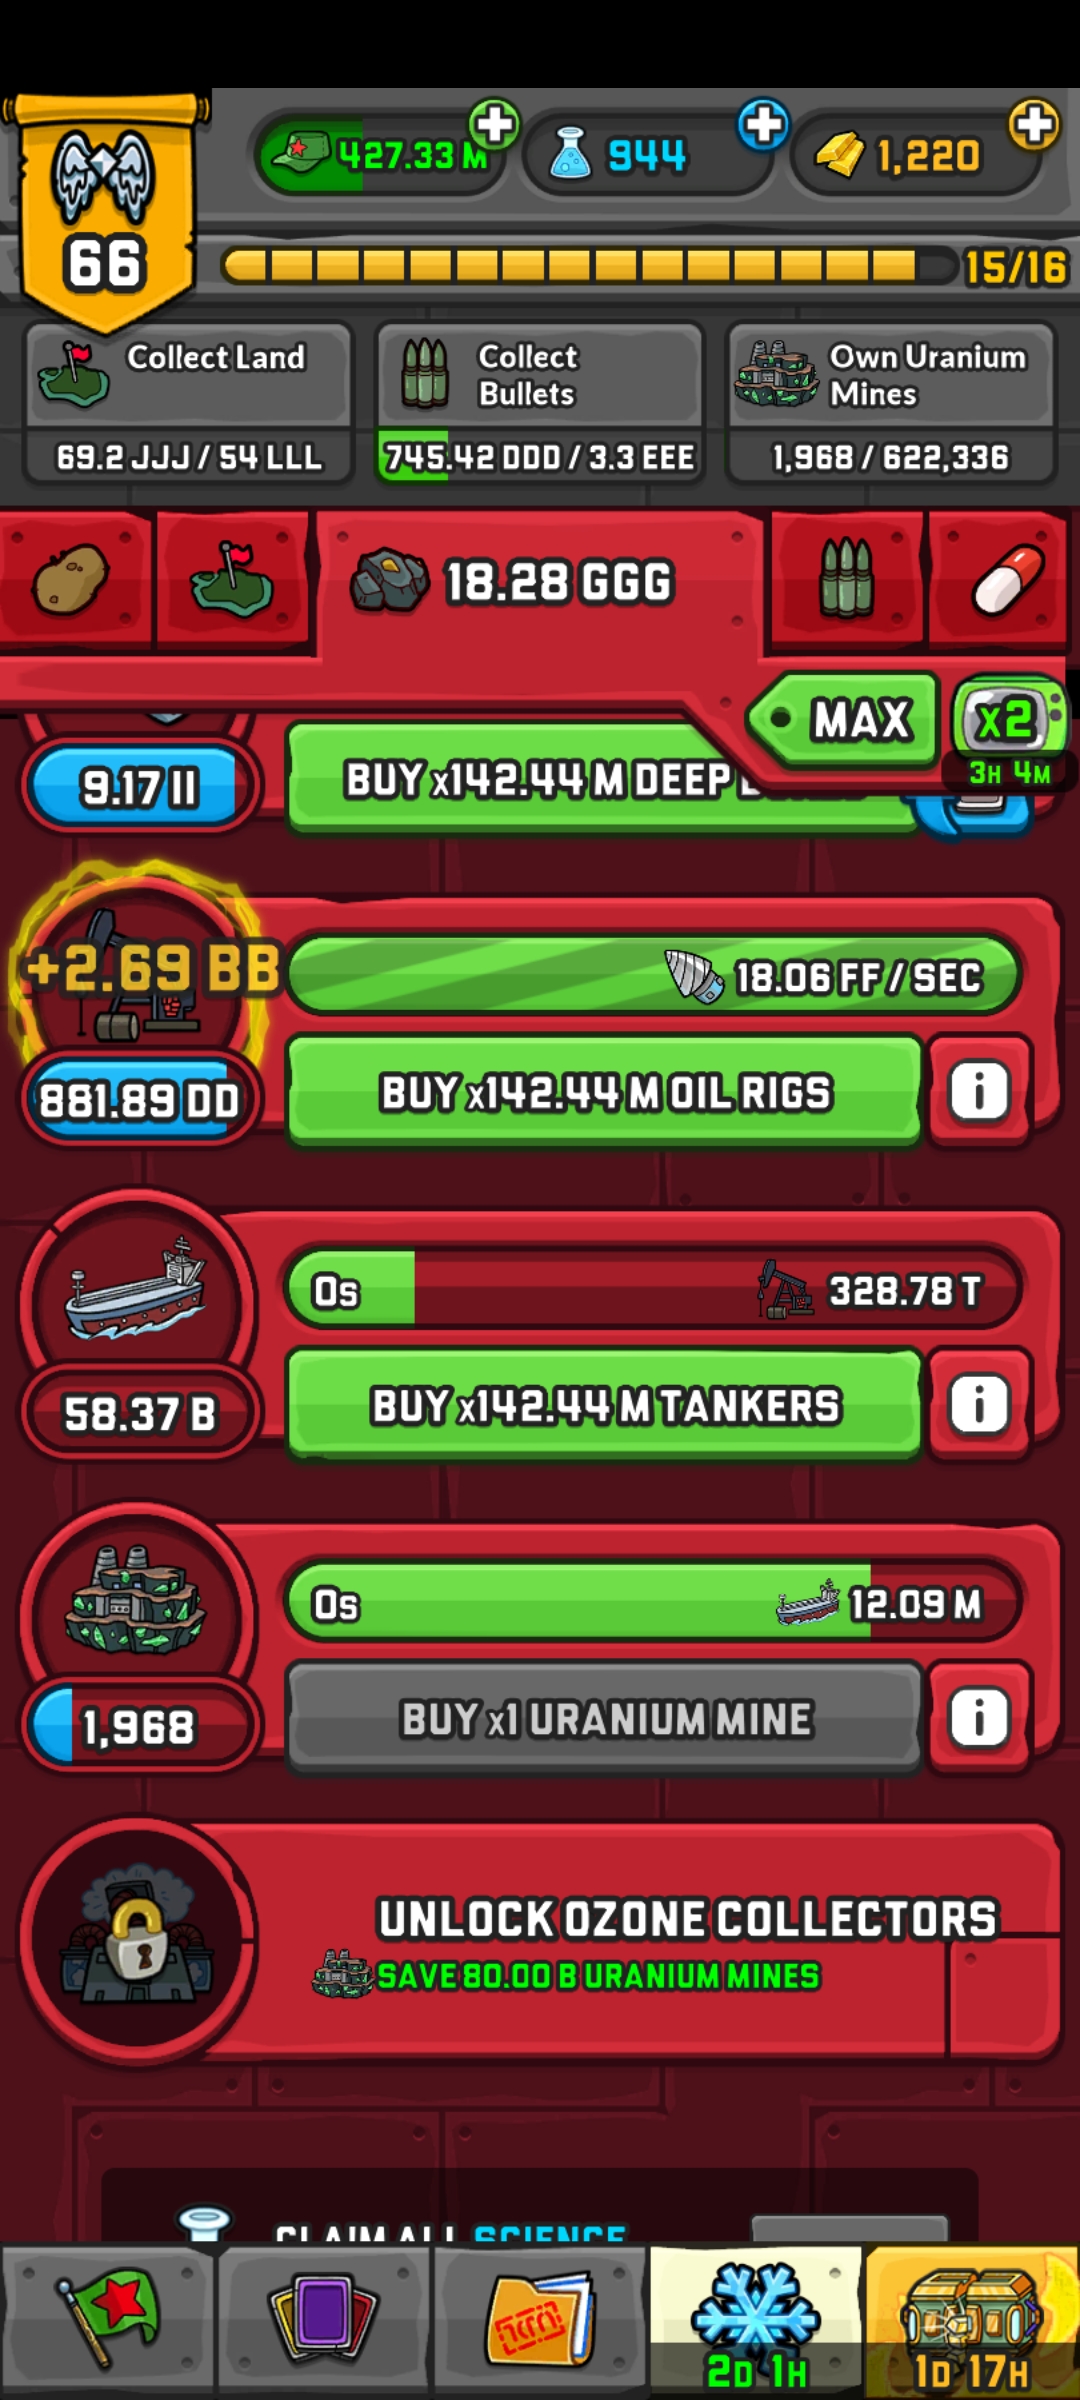 427.33 M
944
1,220
66
15/16
Collect Land
Collect
Bullets
Own Uranium
Mines
69.2 JJJ / 54 LLL
745.42 DDD / 3.3 EEE
1,968 / 622,336
18.28 GGG
MAX
x2
3H 4M
9.17 II
BUY x142.44 M DEEP
+2.69 BB
18.06 FF / SEC
881.89 DD
BUY x142.44 M OIL RIGS
i
0s
328.78 T
58.37 B
BUY x142.44 M TANKERS
i
0s
12.09 M
1,968
BUY x1 URANIUM MINE
i
UNLOCK OZONE COLLECTORS
SAVE 80.00 B URANIUM MINES
CLAIM ALL SCIENCE
2D 1H
1D 17H